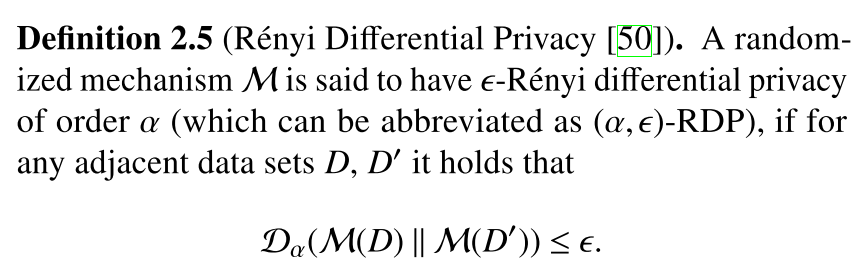 Definition 2.5 (Rényi Differential Privacy [50]). A random-
ized mechanism ℳ is said to have ϵ-Rényi differential privacy
of order α (which can be abbreviated as (α, ϵ)-RDP), if for
any adjacent data sets D, D′ it holds that
𝒟α(ℳ(D) ∥ ℳ(D′)) ≤ ϵ.